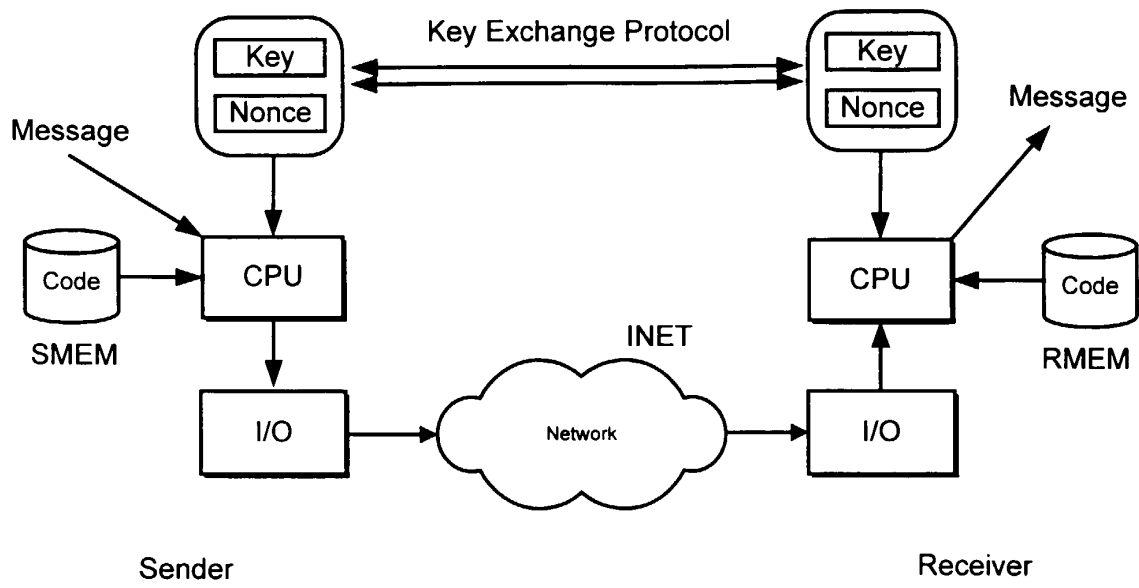 Key Exchange Protocol
Key
Nonce
Key
Nonce
Message
Message
CPU
Code
SMEM
CPU
Code
RMEM
INET
I/O
Network
I/O
Sender
Receiver